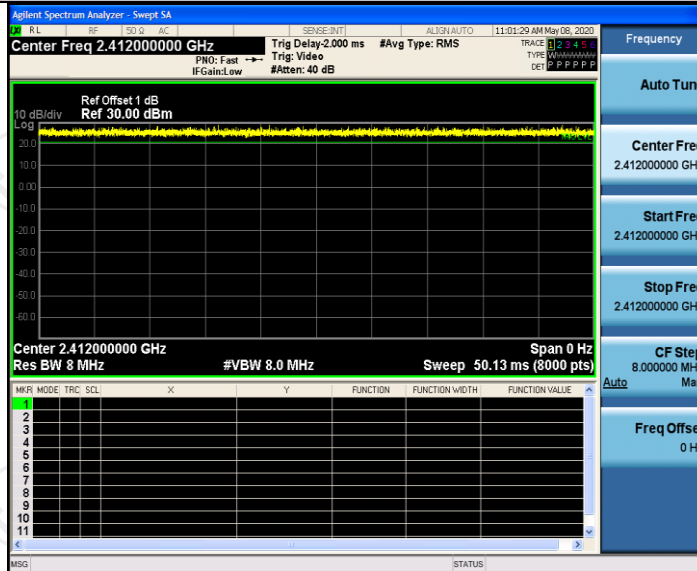 Agilent Spectrum Analyzer - Swept SA
RL RF 50 Ω AC SENSE:INT ALIGN AUTO 11:01:29 AM May 08, 2020
Center Freq 2.412000000 GHz
PNO: Fast
IFGain:Low
Trig Delay-2.000 ms
Trig: Video
#Atten: 40 dB
#Avg Type: RMS
TRACE 1 2 3 4 5 6
TYPE W
DET P P P P P P
Ref Offset 1 dB
10 dB/div Ref 30.00 dBm
Log
20.0
10.0
0.00
-10.0
-20.0
-30.0
-40.0
-50.0
-60.0
Center 2.412000000 GHz Span 0 Hz
Res BW 8 MHz #VBW 8.0 MHz Sweep 50.13 ms (8000 pts)
MKR MODE TRC SCL X Y FUNCTION FUNCTION WIDTH FUNCTION VALUE
1
2
3
4
5
6
7
8
9
10
11
MSG STATUS
Frequency
Auto Tun
Center Fre
2.412000000 GH
Start Fre
2.412000000 GH
Stop Fre
2.412000000 GH
CF Step
8.000000 MH
Auto Ma
Freq Offse
0 H